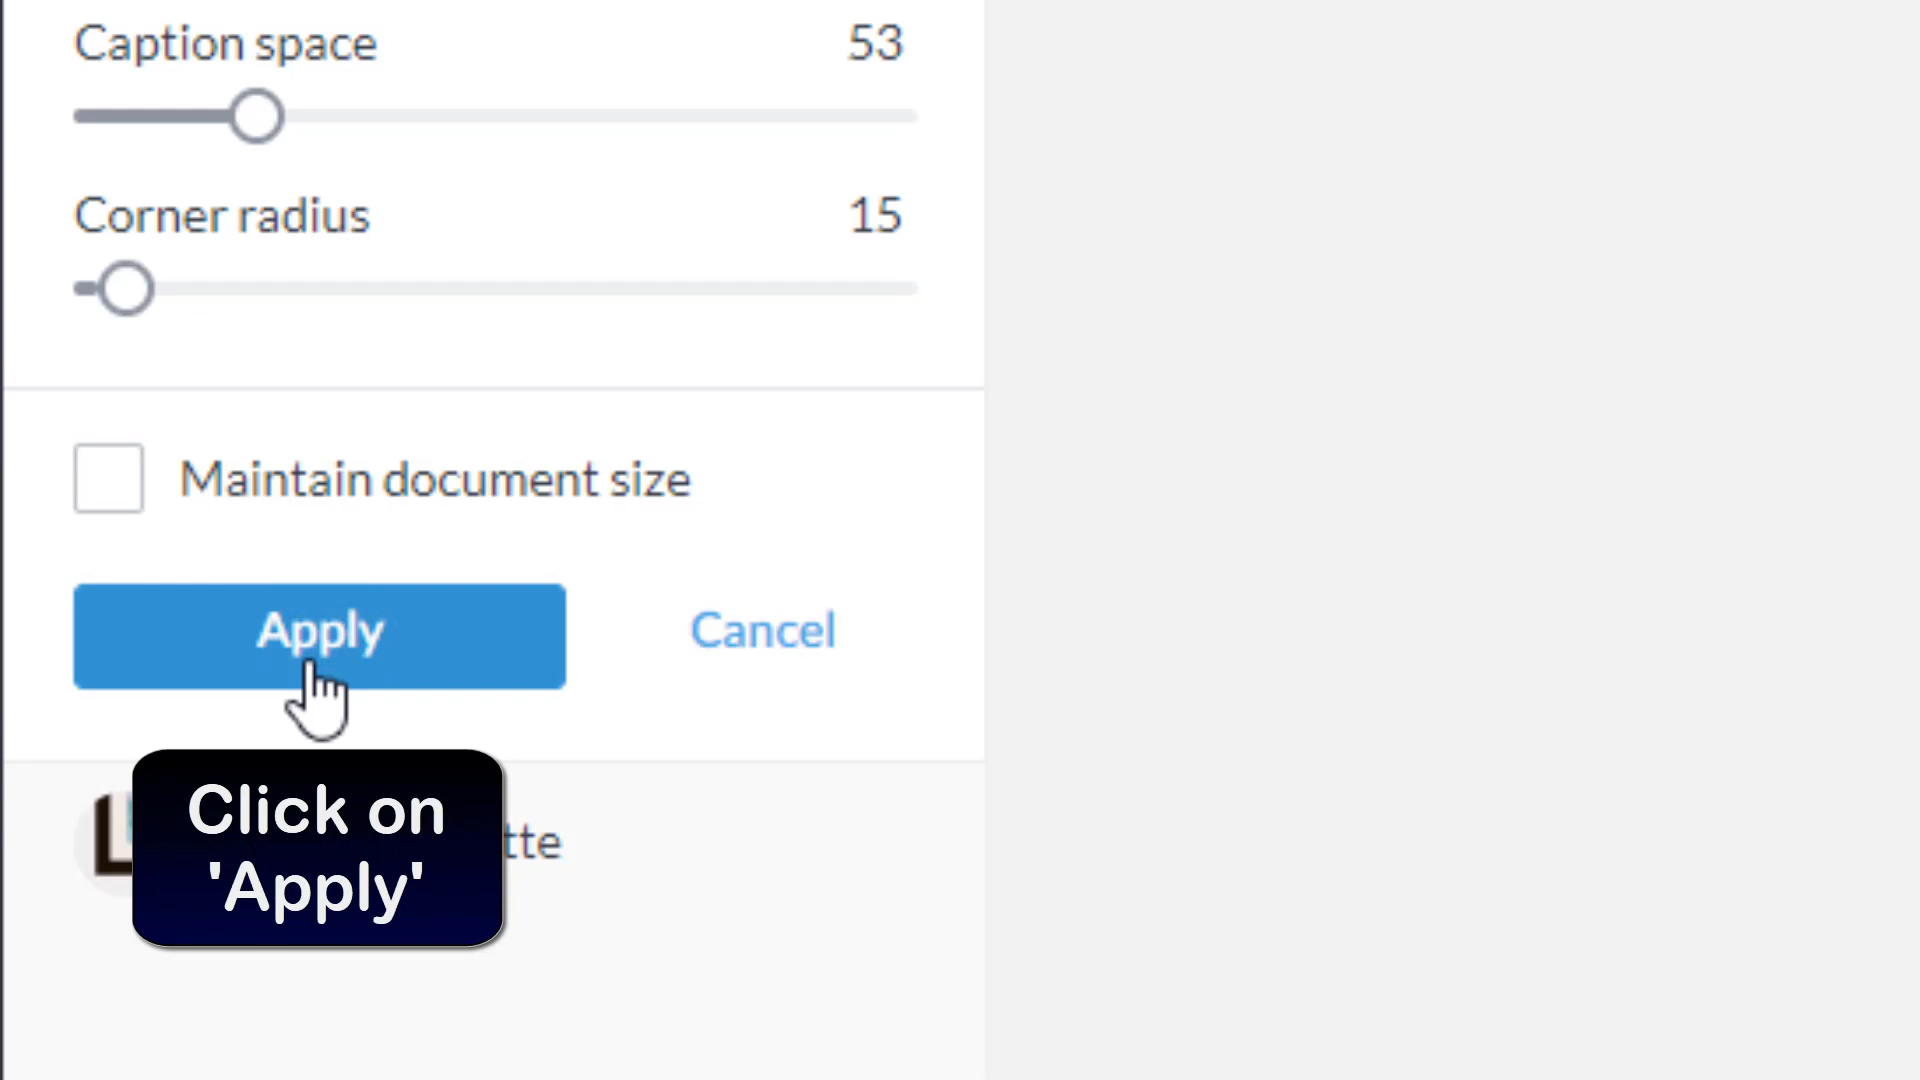 Caption space 53
Corner radius 15
Maintain document size
Apply Cancel
Click on
'Apply'